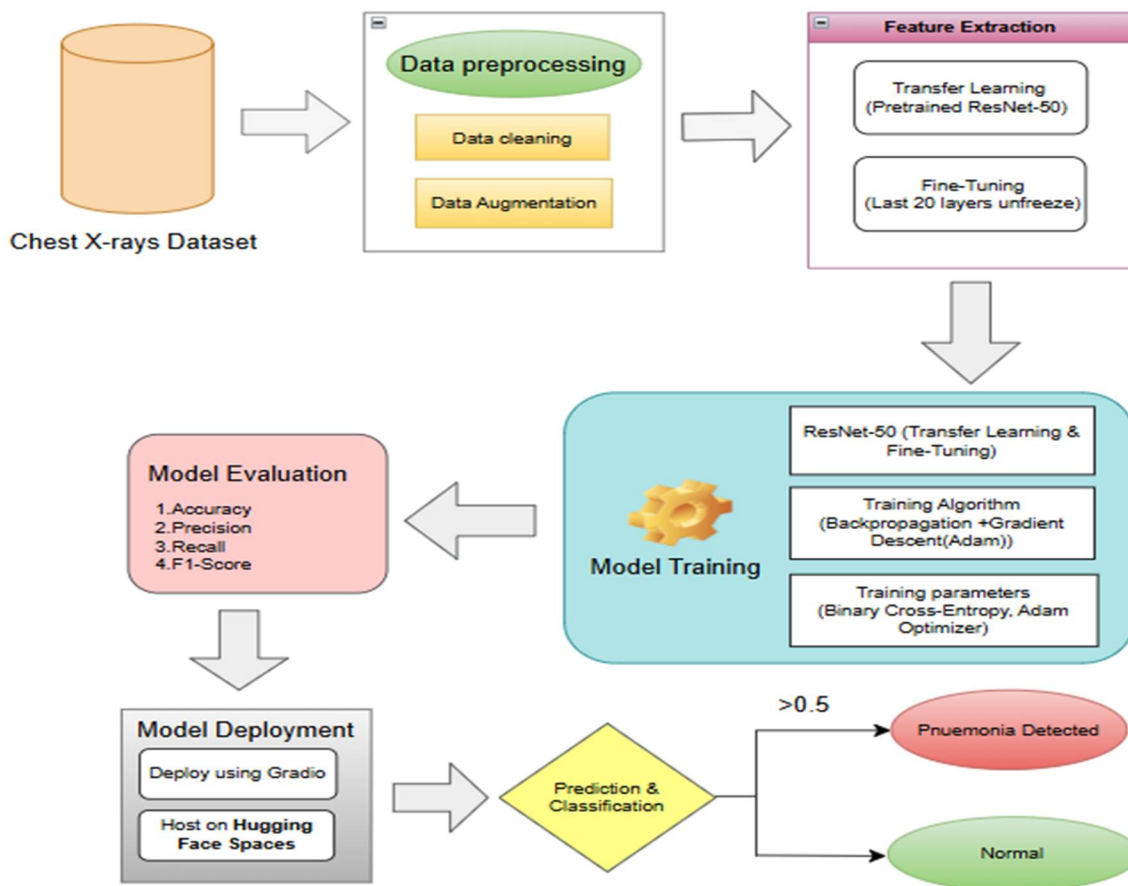 Chest X-rays Dataset
Data preprocessing
Data cleaning
Data Augmentation
Feature Extraction
Transfer Learning
(Pretrained ResNet-50)
Fine-Tuning
(Last 20 layers unfreeze)
Model Training
ResNet-50 (Transfer Learning &
Fine-Tuning)
Training Algorithm
(Backpropagation +Gradient
Descent(Adam))
Training parameters
(Binary Cross-Entropy, Adam
Optimizer)
Model Evaluation
1.Accuracy
2.Precision
3.Recall
4.F1-Score
Model Deployment
Deploy using Gradio
Host on Hugging
Face Spaces
Prediction &
Classification
>0.5
Pnuemonia Detected
Normal